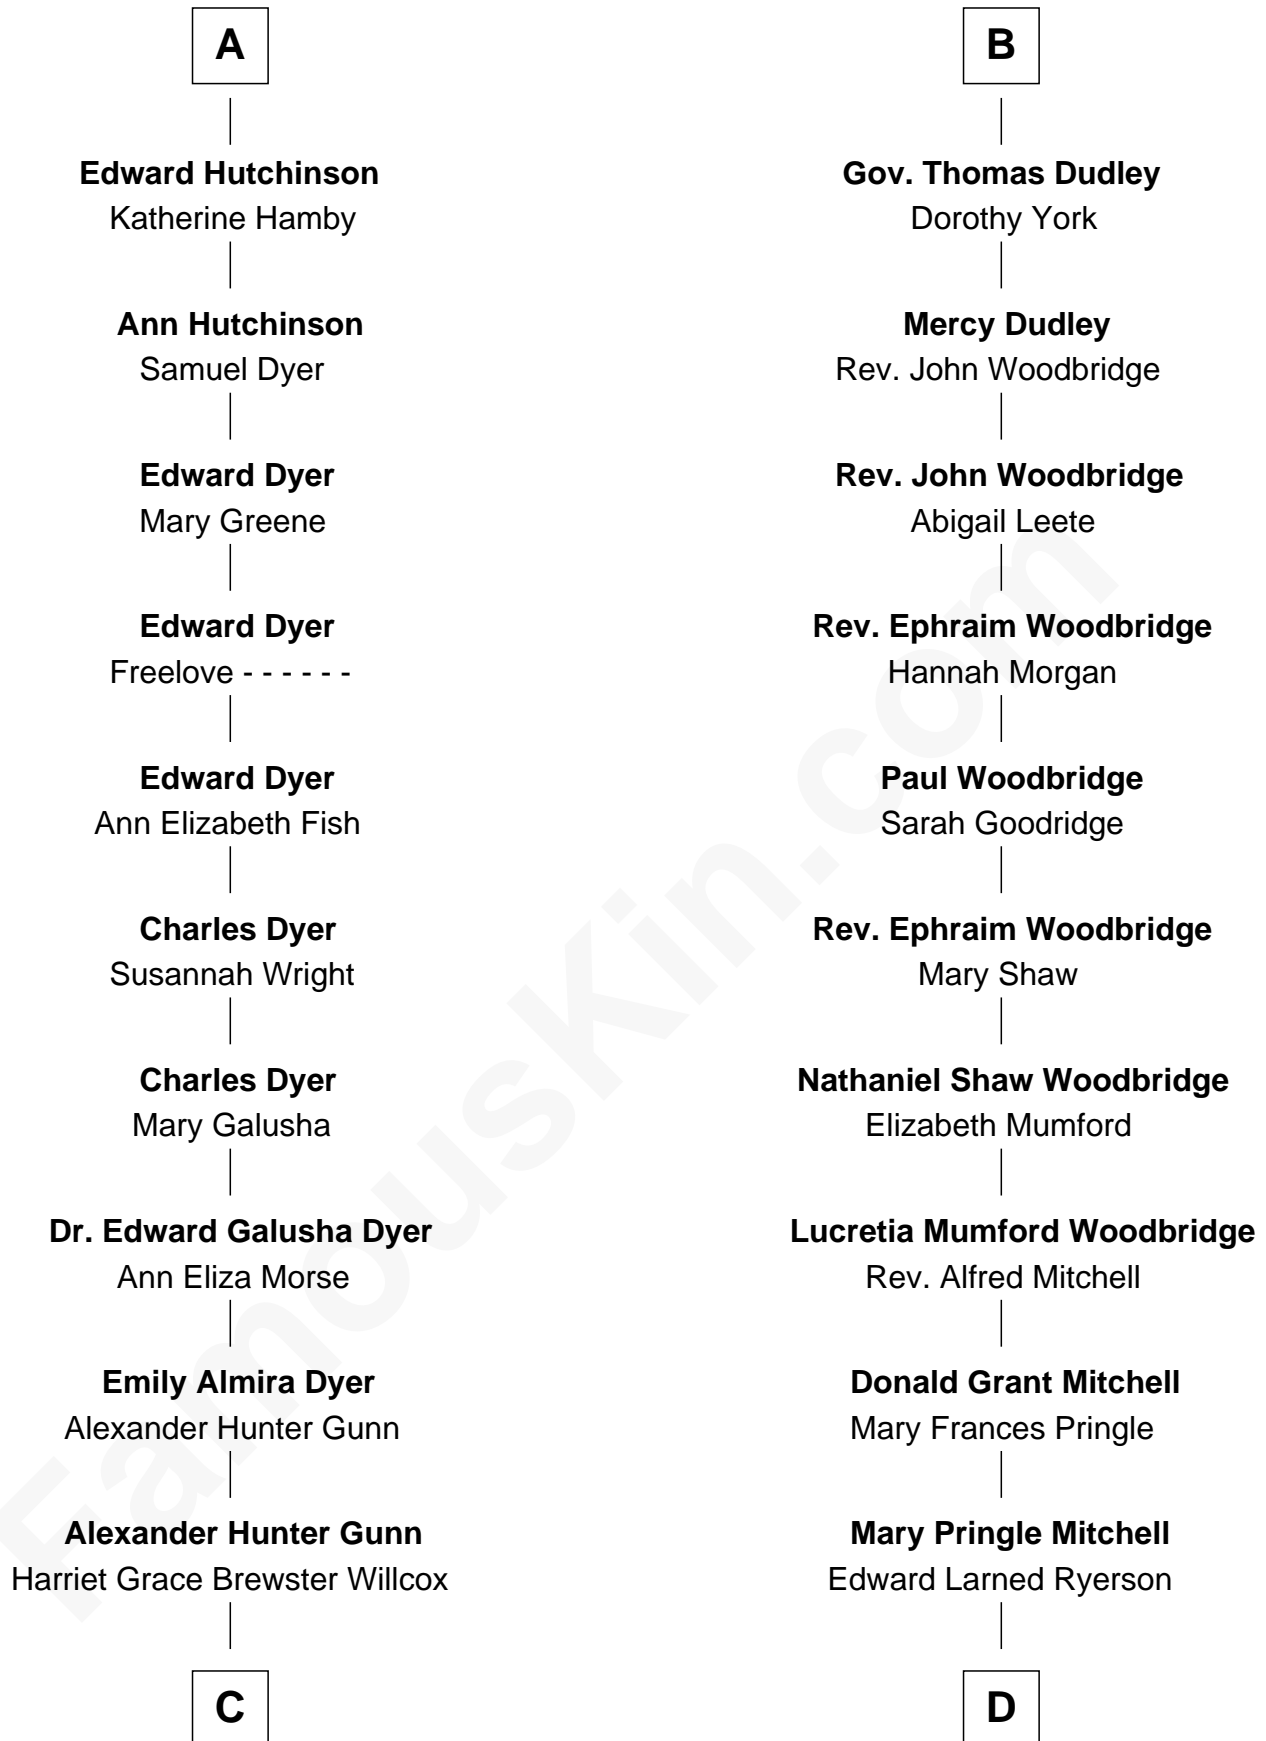 A
Edward Hutchinson
Katherine Hamby
Ann Hutchinson
Samuel Dyer
Edward Dyer
Mary Greene
Edward Dyer
Freelove - - - - - -
Edward Dyer
Ann Elizabeth Fish
Charles Dyer
Susannah Wright
Charles Dyer
Mary Galusha
Dr. Edward Galusha Dyer
Ann Eliza Morse
Emily Almira Dyer
Alexander Hunter Gunn
Alexander Hunter Gunn
Harriet Grace Brewster Willcox
C
B
Gov. Thomas Dudley
Dorothy York
Mercy Dudley
Rev. John Woodbridge
Rev. John Woodbridge
Abigail Leete
Rev. Ephraim Woodbridge
Hannah Morgan
Paul Woodbridge
Sarah Goodridge
Rev. Ephraim Woodbridge
Mary Shaw
Nathaniel Shaw Woodbridge
Elizabeth Mumford
Lucretia Mumford Woodbridge
Rev. Alfred Mitchell
Donald Grant Mitchell
Mary Frances Pringle
Mary Pringle Mitchell
Edward Larned Ryerson
D
FamousKin.com